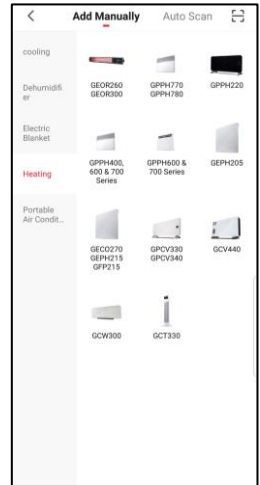 Add Manually Auto Scan
cooling
Dehumidifi
er
Electric
Blanket
Heating
Portable
Air Condit...
GEOR260
GEOR300
GPPH770
GPPH780
GPPH220
GPPH400,
600 & 700
Series
GPPH600 &
700 Series
GEPH205
GECO270
GEPH215
GFP215
GPCV330
GPCV340
GCV440
GCW300
GCT330